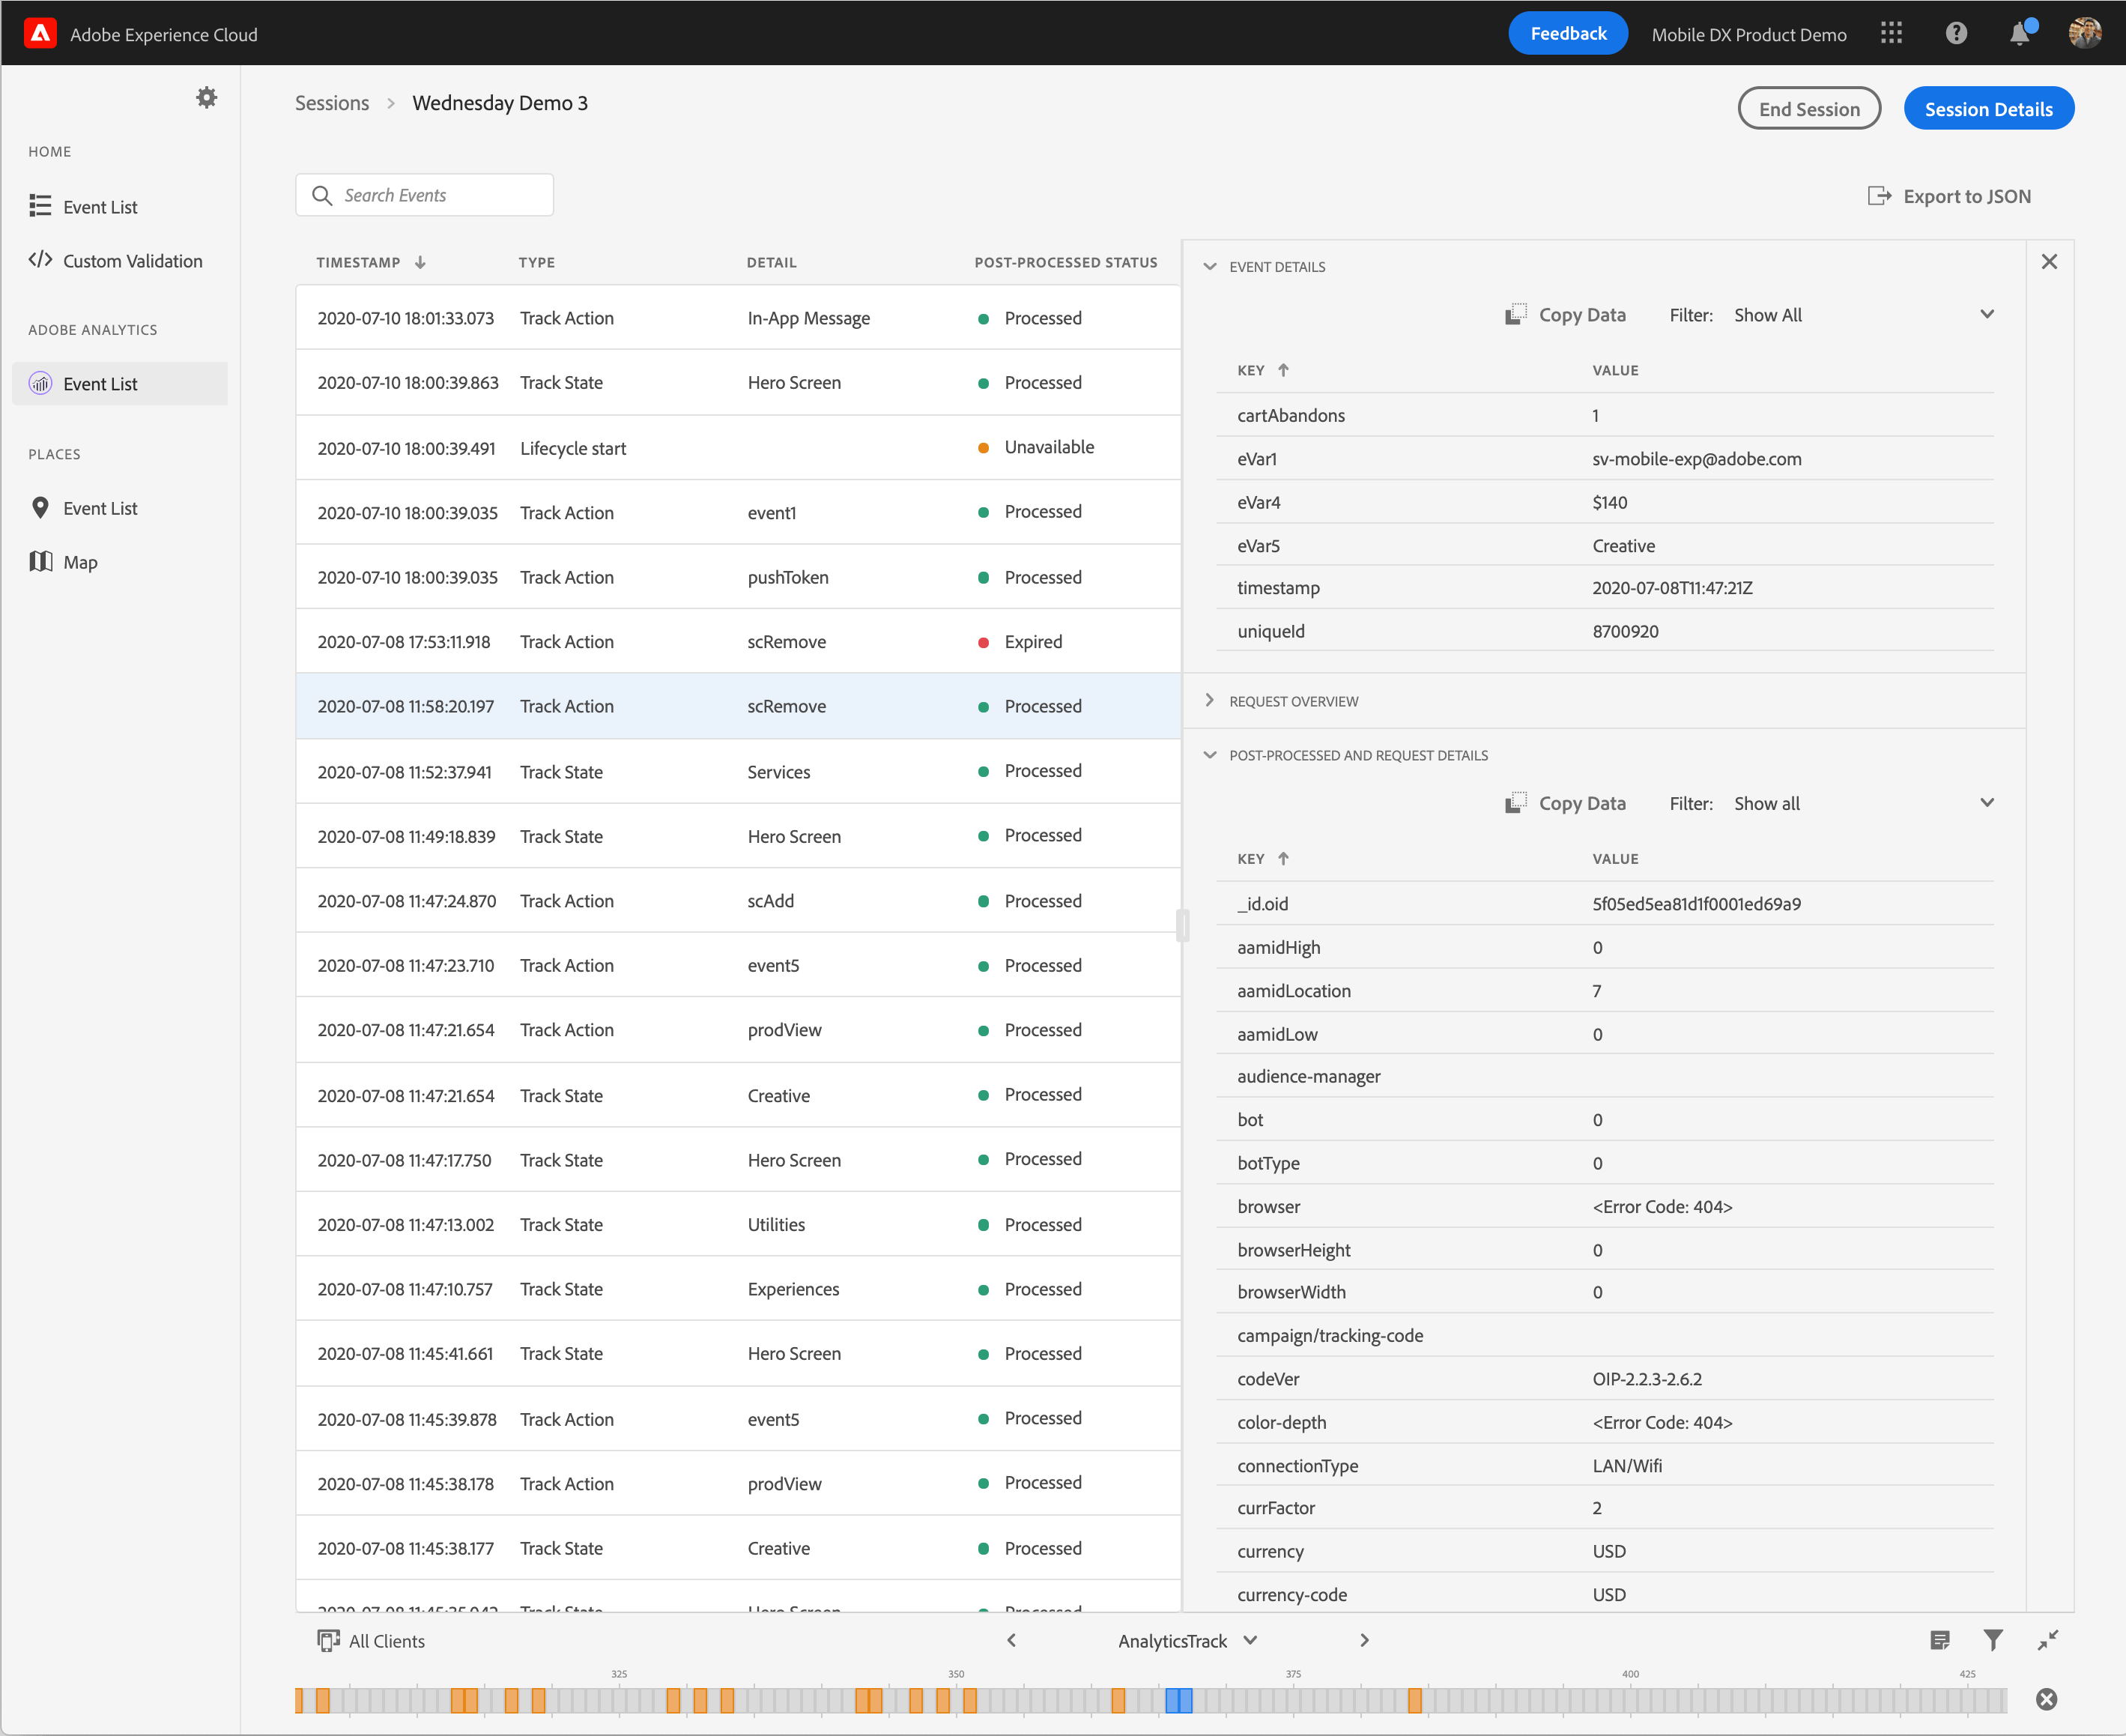 Adobe Experience Cloud
Feedback
Mobile DX Product Demo
HOME
Event List
Custom Validation
ADOBE ANALYTICS
Event List
PLACES
Event List
Map
Sessions > Wednesday Demo 3
End Session
Session Details
Search Events
Export to JSON
TIMESTAMP TYPE DETAIL POST-PROCESSED STATUS
2020-07-10 18:01:33.073 Track Action In-App Message Processed
2020-07-10 18:00:39.863 Track State Hero Screen Processed
2020-07-10 18:00:39.491 Lifecycle start Unavailable
2020-07-10 18:00:39.035 Track Action event1 Processed
2020-07-10 18:00:39.035 Track Action pushToken Processed
2020-07-08 17:53:11.918 Track Action scRemove Expired
2020-07-08 11:58:20.197 Track Action scRemove Processed
2020-07-08 11:52:37.941 Track State Services Processed
2020-07-08 11:49:18.839 Track State Hero Screen Processed
2020-07-08 11:47:24.870 Track Action scAdd Processed
2020-07-08 11:47:23.710 Track Action event5 Processed
2020-07-08 11:47:21.654 Track Action prodView Processed
2020-07-08 11:47:21.654 Track State Creative Processed
2020-07-08 11:47:17.750 Track State Hero Screen Processed
2020-07-08 11:47:13.002 Track State Utilities Processed
2020-07-08 11:47:10.757 Track State Experiences Processed
2020-07-08 11:45:41.661 Track State Hero Screen Processed
2020-07-08 11:45:39.878 Track Action event5 Processed
2020-07-08 11:45:38.178 Track Action prodView Processed
2020-07-08 11:45:38.177 Track State Creative Processed
2020-07-08 11:45:35.042 Track State Hero Screen Processed
EVENT DETAILS
Copy Data Filter: Show All
KEY VALUE
cartAbandons 1
eVar1 sv-mobile-exp@adobe.com
eVar4 $140
eVar5 Creative
timestamp 2020-07-08T11:47:21Z
uniqueId 8700920
REQUEST OVERVIEW
POST-PROCESSED AND REQUEST DETAILS
Copy Data Filter: Show all
KEY VALUE
_id.oid 5f05ed5ea81d1f0001ed69a9
aamidHigh 0
aamidLocation 7
aamidLow 0
audience-manager
bot 0
botType 0
browser <Error Code: 404>
browserHeight 0
browserWidth 0
campaign/tracking-code
codeVer OIP-2.2.3-2.6.2
color-depth <Error Code: 404>
connectionType LAN/Wifi
currFactor 2
currency USD
currency-code USD
All Clients
AnalyticsTrack
325 350 375 400 425